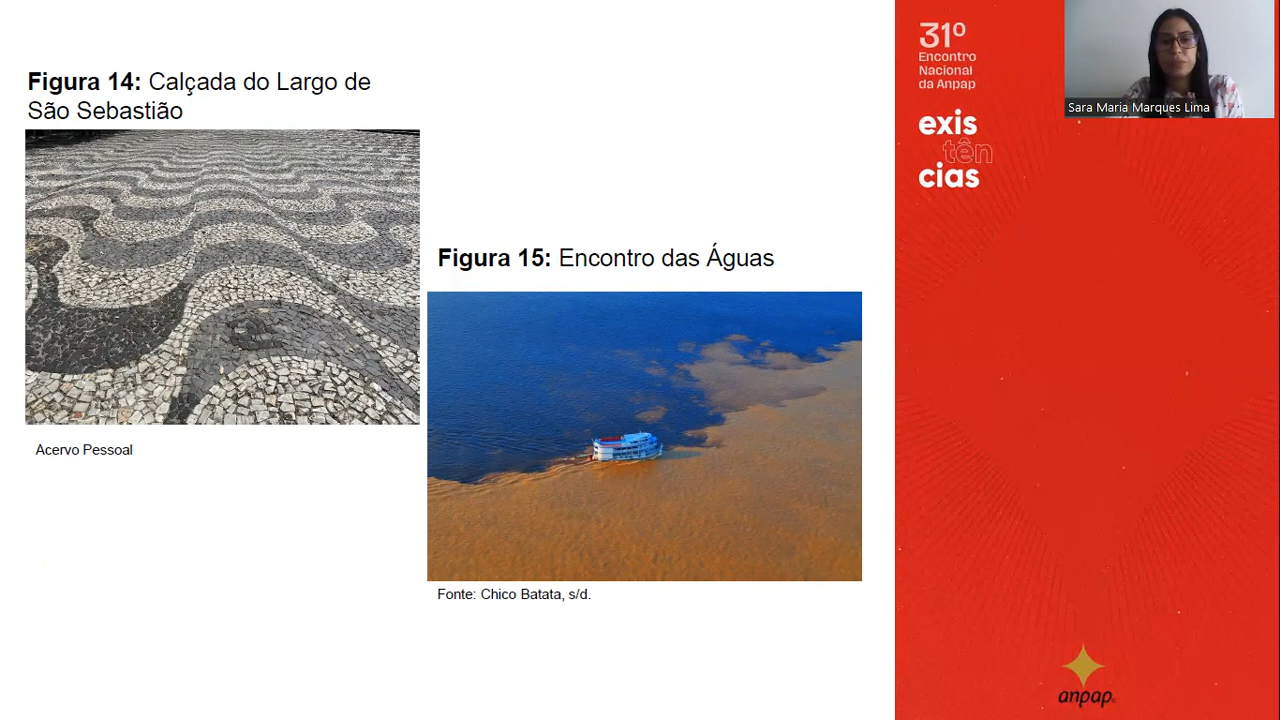 Figura 14: Calçada do Largo de
São Sebastião
Acervo Pessoal
Figura 15: Encontro das Águas
Fonte: Chico Batata, s/d.
31º
Encontro
Nacional
da Anpap
exis
tên
cias
Sara Maria Marques Lima
anpap